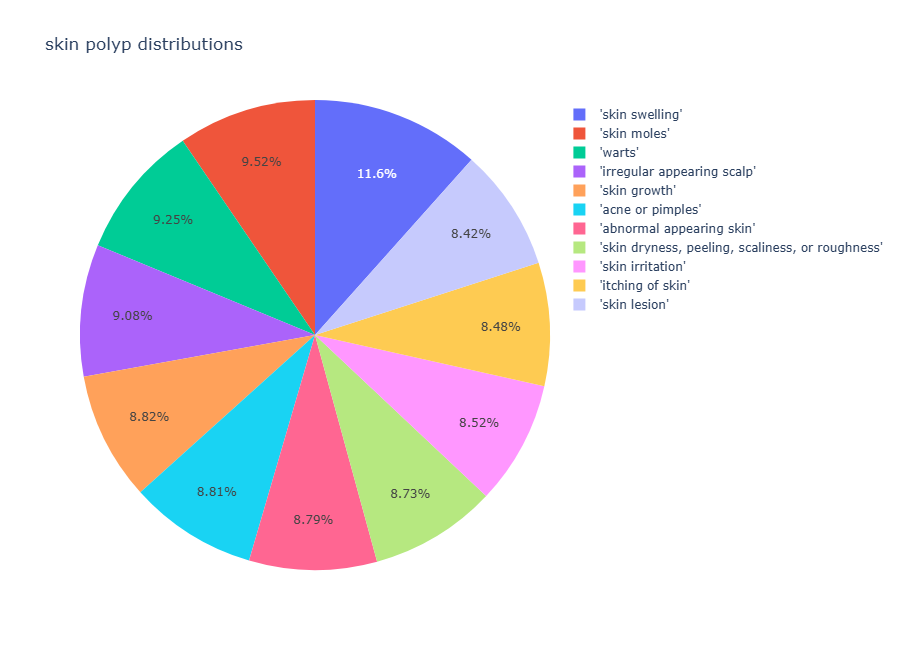 skin polyp distributions
'skin swelling'
'skin moles'
'warts'
'irregular appearing scalp'
'skin growth'
'acne or pimples'
'abnormal appearing skin'
'skin dryness, peeling, scaliness, or roughness'
'skin irritation'
'itching of skin'
'skin lesion'
9.52%
11.6%
9.25%
8.42%
9.08%
8.48%
8.82%
8.52%
8.81%
8.73%
8.79%